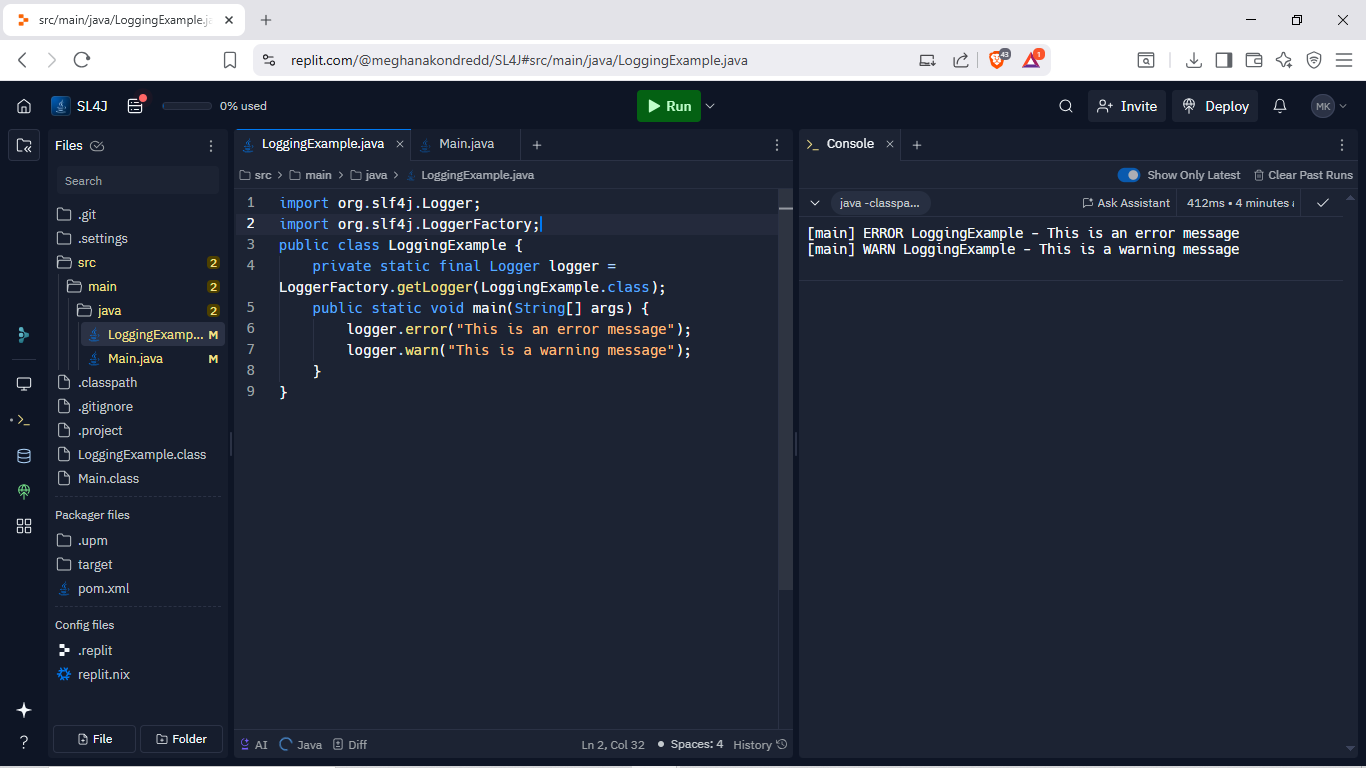 src/main/java/LoggingExample.ja
replit.com/@meghanakondredd/SL4J#src/main/java/LoggingExample.java
43
1
SL4J
0% used
Run
Invite
Deploy
MK
Files
Search
.git
.settings
src 2
main 2
java 2
LoggingExamp... M
Main.java M
.classpath
.gitignore
.project
LoggingExample.class
Main.class
Packager files
.upm
target
pom.xml
Config files
.replit
replit.nix
File
Folder
LoggingExample.java
Main.java
src > main > java > LoggingExample.java
1 import org.slf4j.Logger;
2 import org.slf4j.LoggerFactory;
3 public class LoggingExample {
4 private static final Logger logger =
LoggerFactory.getLogger(LoggingExample.class);
5 public static void main(String[] args) {
6 logger.error("This is an error message");
7 logger.warn("This is a warning message");
8 }
9 }
AI
Java
Diff
Ln 2, Col 32
Spaces: 4
History
Console
Show Only Latest
Clear Past Runs
java -classpa...
Ask Assistant
412ms • 4 minutes a
[main] ERROR LoggingExample - This is an error message
[main] WARN LoggingExample - This is a warning message